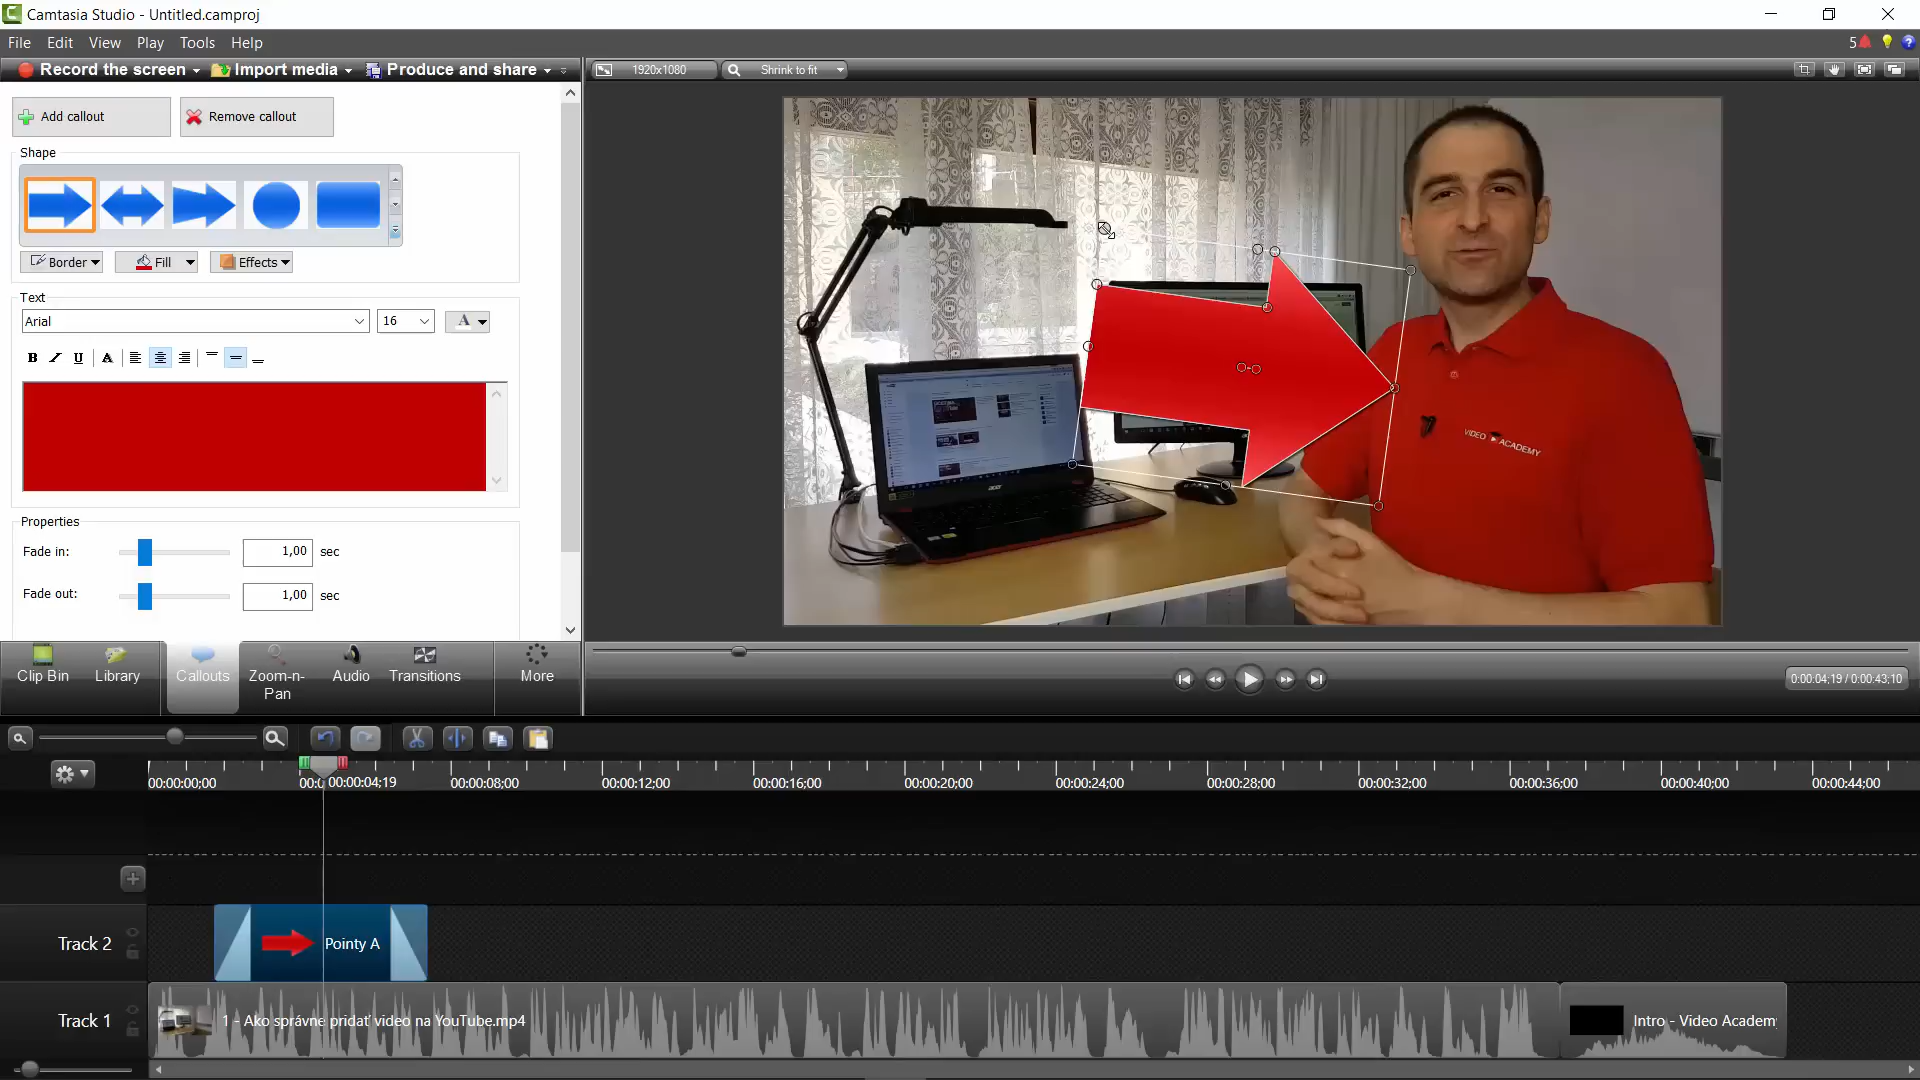 Camtasia Studio - Untitled.camproj
File Edit View Play Tools Help
5
Record the screen Import media Produce and share
1920x1080 Shrink to fit
Add callout Remove callout
Shape
Border Fill Effects
Text
Arial 16 A
B I U A
Properties
Fade in: 1,00 sec
Fade out: 1,00 sec
VIDEO ACADEMY
acer
Clip Bin Library Callouts Zoom-n-Pan Audio Transitions More
0:00:04;19 / 0:00:43;10
00:00:00;00 00:00:04;19 00:00:08;00 00:00:12;00 00:00:16;00 00:00:20;00 00:00:24;00 00:00:28;00 00:00:32;00 00:00:36;00 00:00:40;00 00:00:44;00
Track 2 Pointy A
Track 1 1 - Ako správne pridať video na YouTube.mp4 Intro - Video Academ